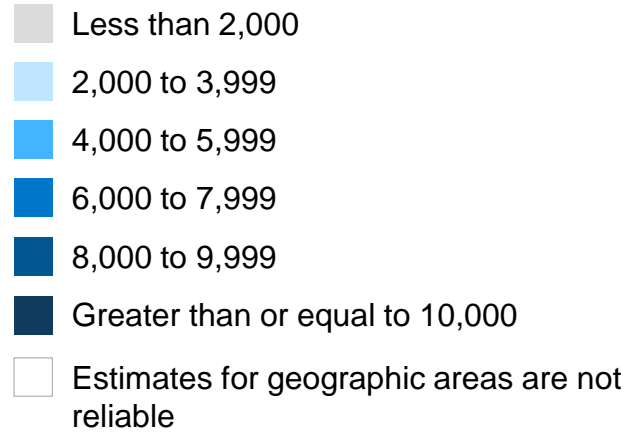 Less than 2,000
2,000 to 3,999
4,000 to 5,999
6,000 to 7,999
8,000 to 9,999
Greater than or equal to 10,000
Estimates for geographic areas are not
reliable